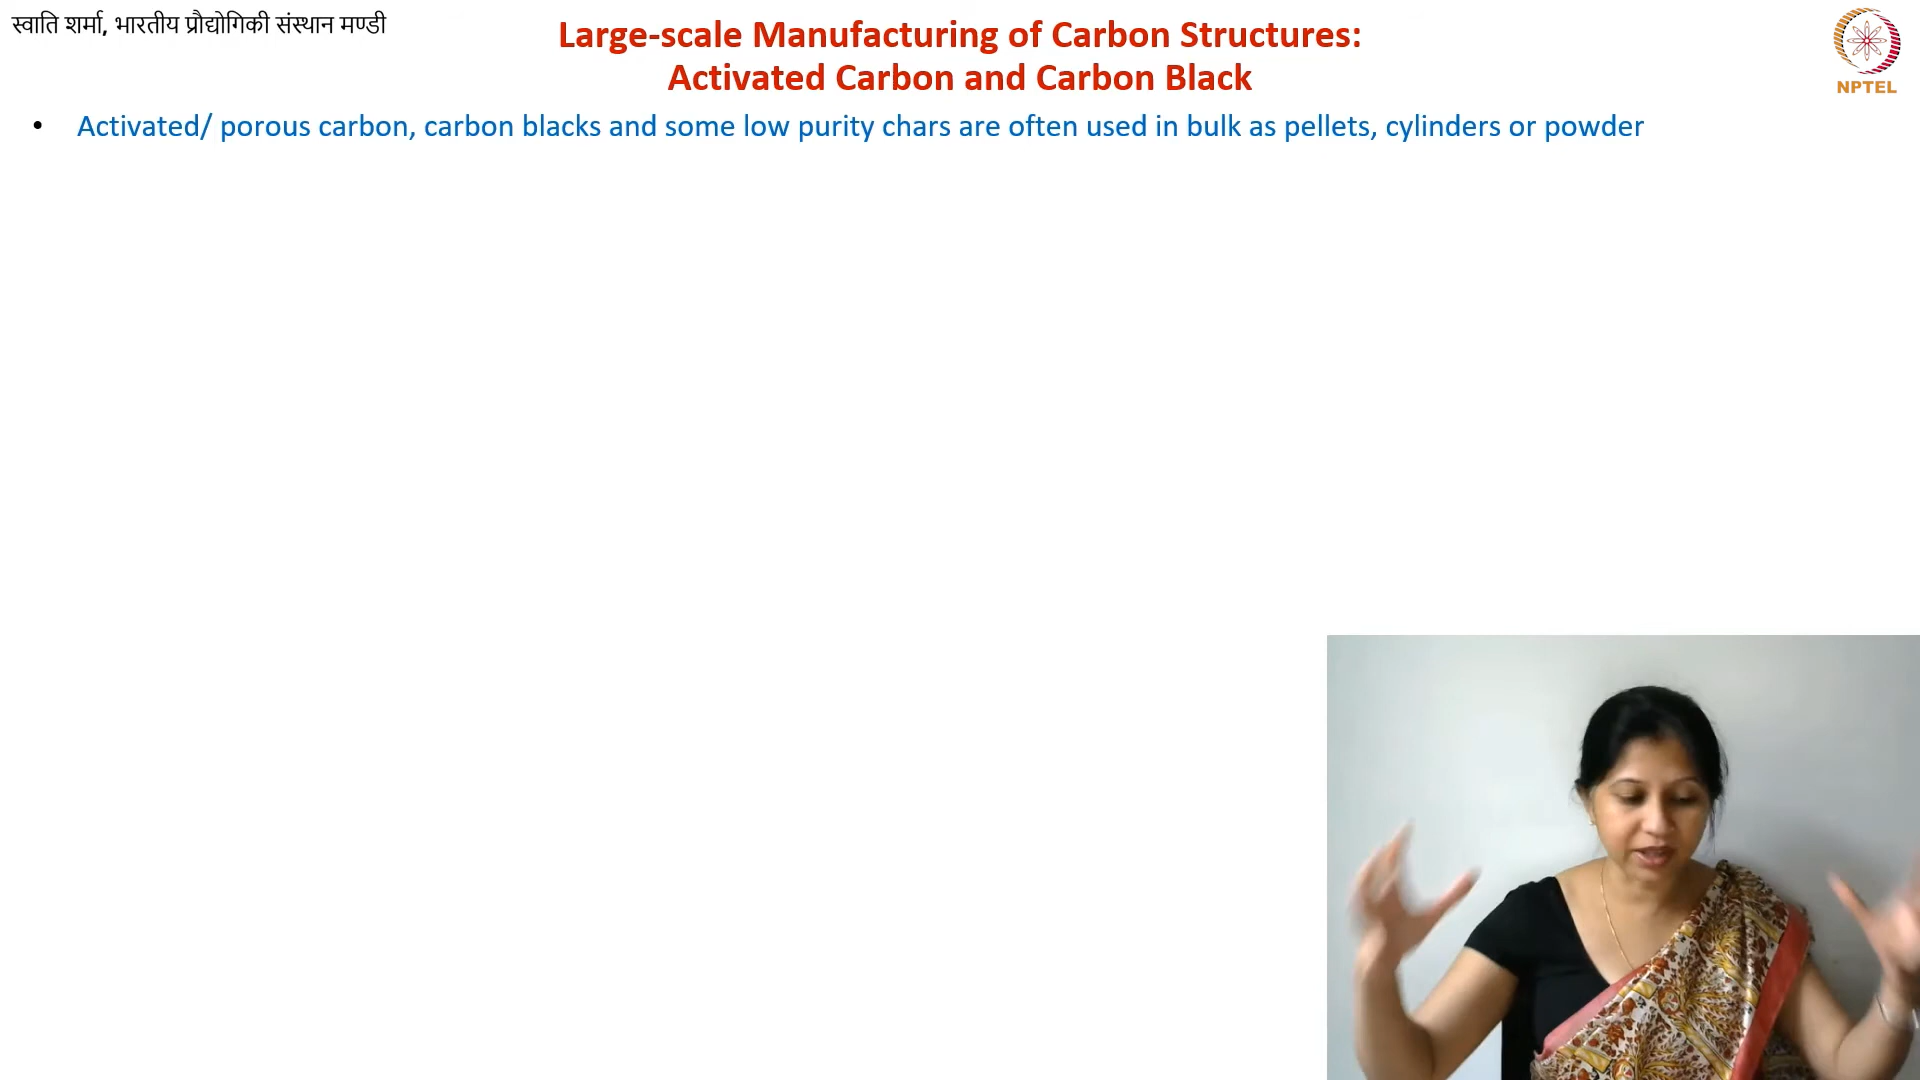 स्वाति शर्मा, भारतीय प्रौद्योगिकी संस्थान मण्डी
Large-scale Manufacturing of Carbon Structures:
Activated Carbon and Carbon Black
NPTEL
• Activated/ porous carbon, carbon blacks and some low purity chars are often used in bulk as pellets, cylinders or powder